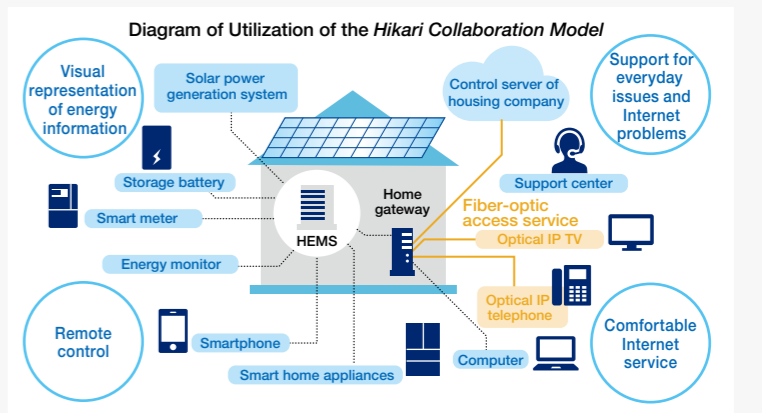 Diagram of Utilization of the Hikari Collaboration Model
Visual
representation
of energy
information
Solar power
generation system
Control server of
housing company
Support for
everyday
issues and
Internet
problems
Storage battery
Support center
Home
gateway
Smart meter
Fiber-optic
access service
HEMS
Optical IP TV
Energy monitor
Optical IP
telephone
Remote
control
Smartphone
Comfortable
Internet
service
Computer
Smart home appliances